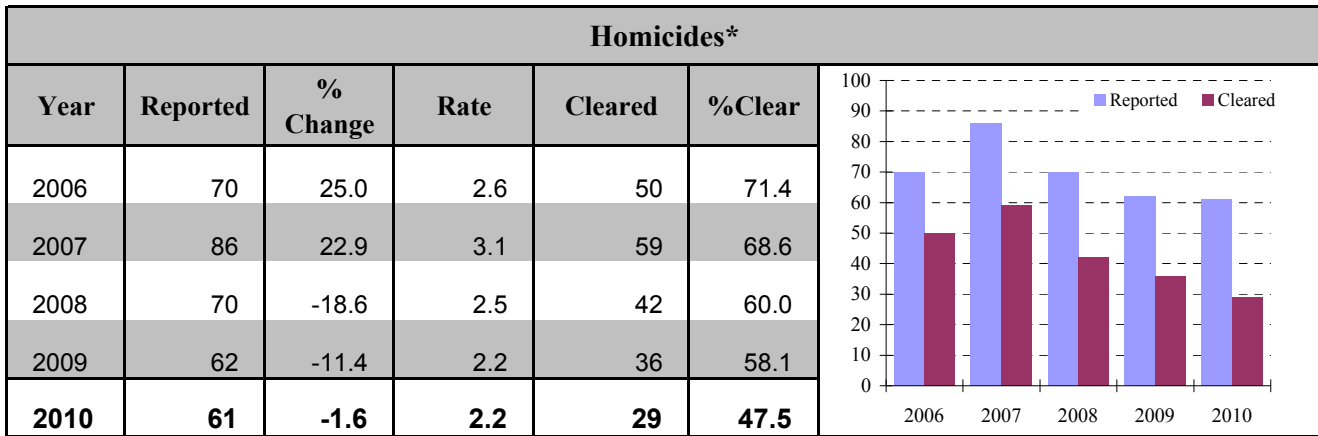 Homicides*
Year Reported % Change Rate Cleared %Clear
2006 70 25.0 2.6 50 71.4
2007 86 22.9 3.1 59 68.6
2008 70 -18.6 2.5 42 60.0
2009 62 -11.4 2.2 36 58.1
2010 61 -1.6 2.2 29 47.5
Reported Cleared
100
90
80
70
60
50
40
30
20
10
0
2006 2007 2008 2009 2010